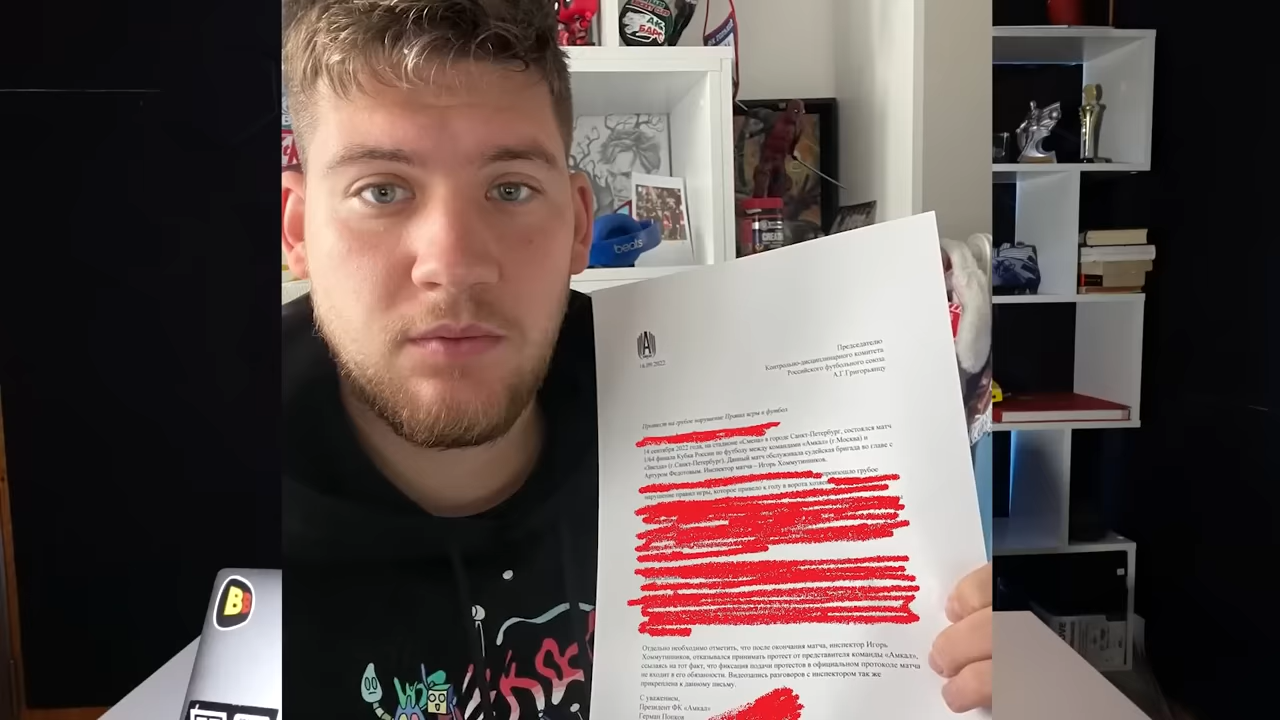 АК
БАРС
beats
CREATINE
BB
А
16.09.2022
Председателю
Контрольно-дисциплинарного комитета
Российского футбольного союза
А.Г.Григорьянцу
Протест на грубое нарушение Правил игры в футбол
14 сентября 2022 года, на стадионе «Смена» в городе Санкт-Петербург, состоялся матч
1/64 финала Кубка России по футболу между командами «Амкал» (г.Москва) и
«Звезда» (г.Санкт-Петербург). Данный матч обслуживала судейская бригада во главе с
Артуром Федотовым. Инспектор матча – Игорь Хоммутинников.
произошло грубое
нарушение правил игры, которое привело к голу в ворота
Отдельно необходимо отметить, что после окончания матча, инспектор Игорь
Хоммутинников, отказывался принимать протест от представителя команды «Амкал»,
ссылаясь на тот факт, что фиксация подачи протестов в официальном протоколе матча
не входит в его обязанности. Видеозапись разговоров с инспектором так же
прикреплена к данному письму.
С уважением,
Президент ФК «Амкал»
Герман Попков